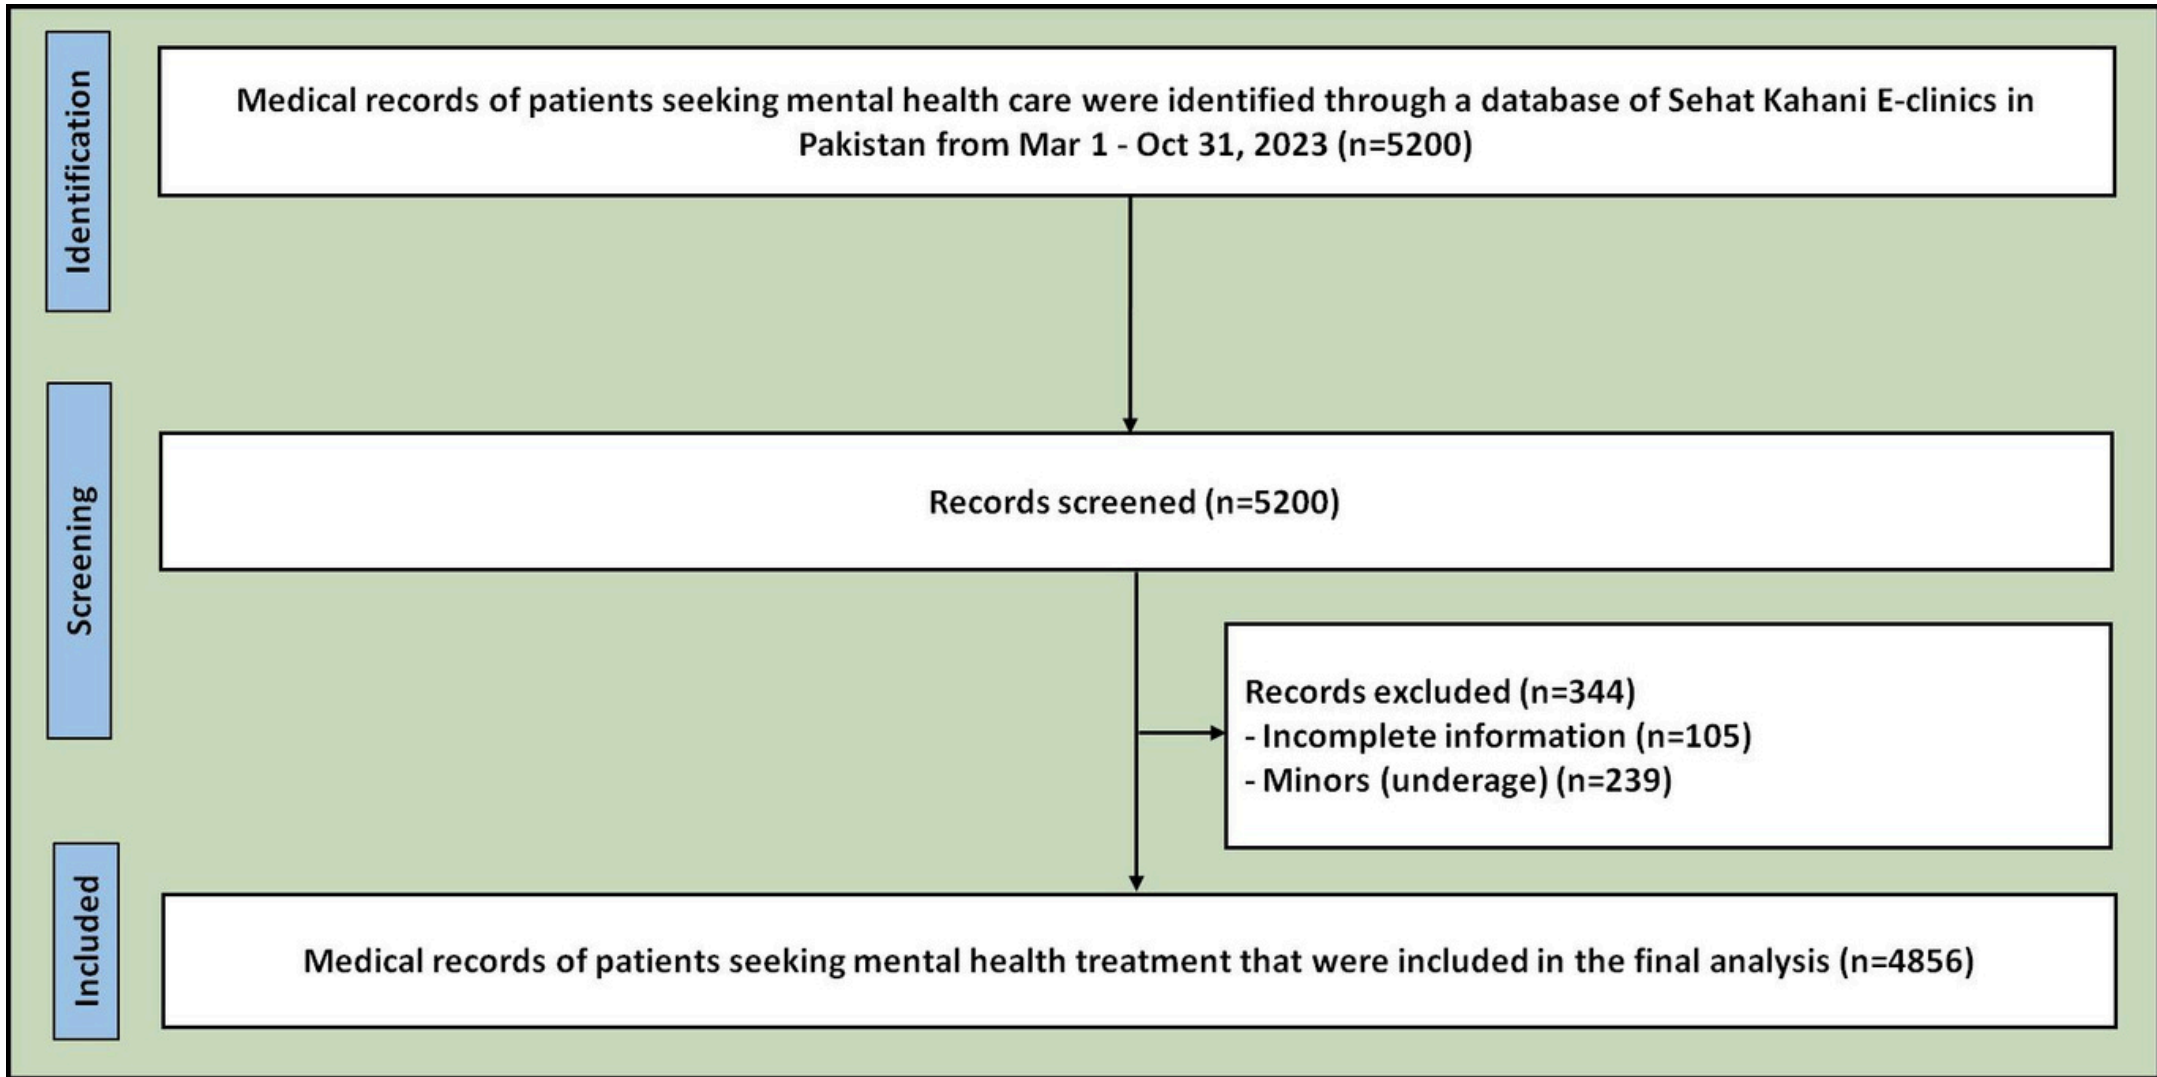 Identification
Medical records of patients seeking mental health care were identified through a database of Sehat Kahani E-clinics in
Pakistan from Mar 1 - Oct 31, 2023 (n=5200)
Screening
Records screened (n=5200)
Records excluded (n=344)
- Incomplete information (n=105)
- Minors (underage) (n=239)
Included
Medical records of patients seeking mental health treatment that were included in the final analysis (n=4856)